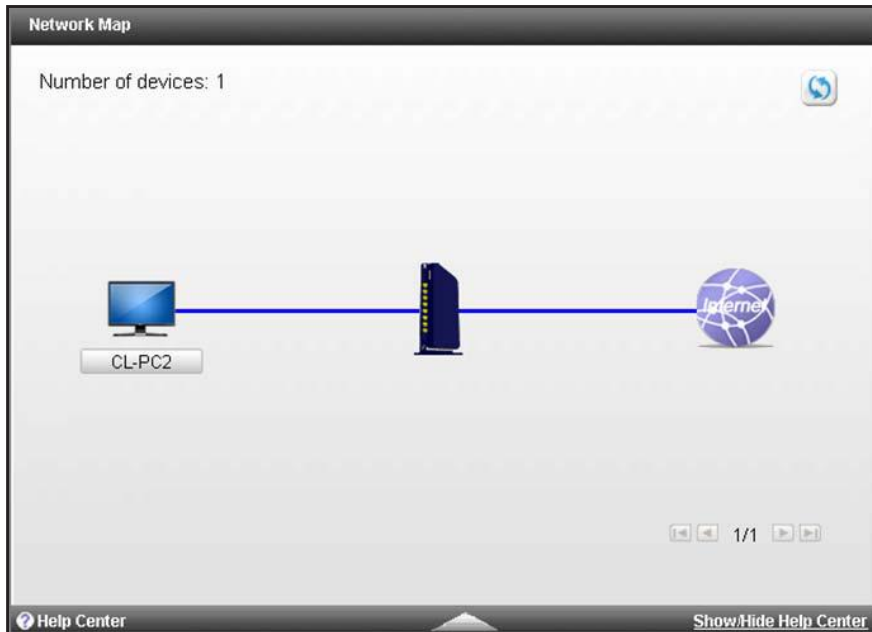 Network Map
Number of devices: 1
Internet
CL-PC2
1/1
Help Center
Show/Hide Help Center